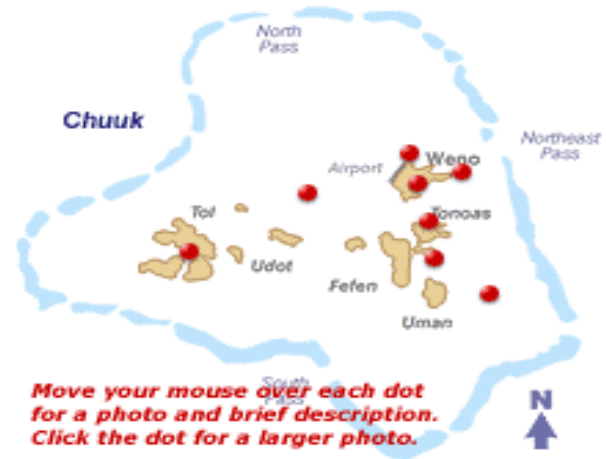 North
Pass
Chuuk
Northeast
Pass
Airport
Weno
Tol
Tonoas
Udot
Fefen
Uman
South
Pass
Move your mouse over each dot
for a photo and brief description.
Click the dot for a larger photo.
N